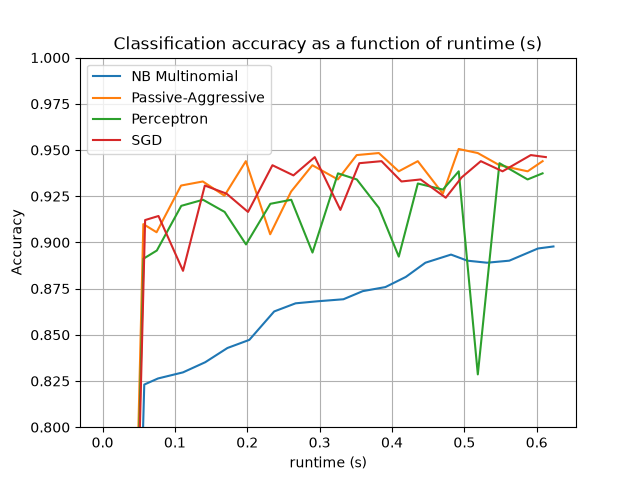 Classification accuracy as a function of runtime (s)
NB Multinomial
Passive-Aggressive
Perceptron
SGD
Accuracy
1.000
0.975
0.950
0.925
0.900
0.875
0.850
0.825
0.800
0.0 0.1 0.2 0.3 0.4 0.5 0.6
runtime (s)